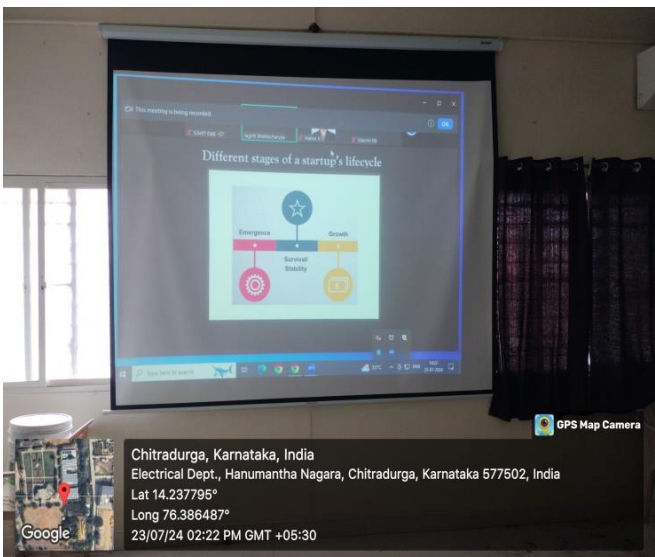 This meeting is being recorded.
OK
Different stages of a startup's lifecycle
Emergence
Growth
Survival/
Stability
Type here to search
GPS Map Camera
Chitradurga, Karnataka, India
Electrical Dept., Hanumantha Nagara, Chitradurga, Karnataka 577502, India
Lat 14.237795°
Long 76.386487°
23/07/24 02:22 PM GMT +05:30
Google